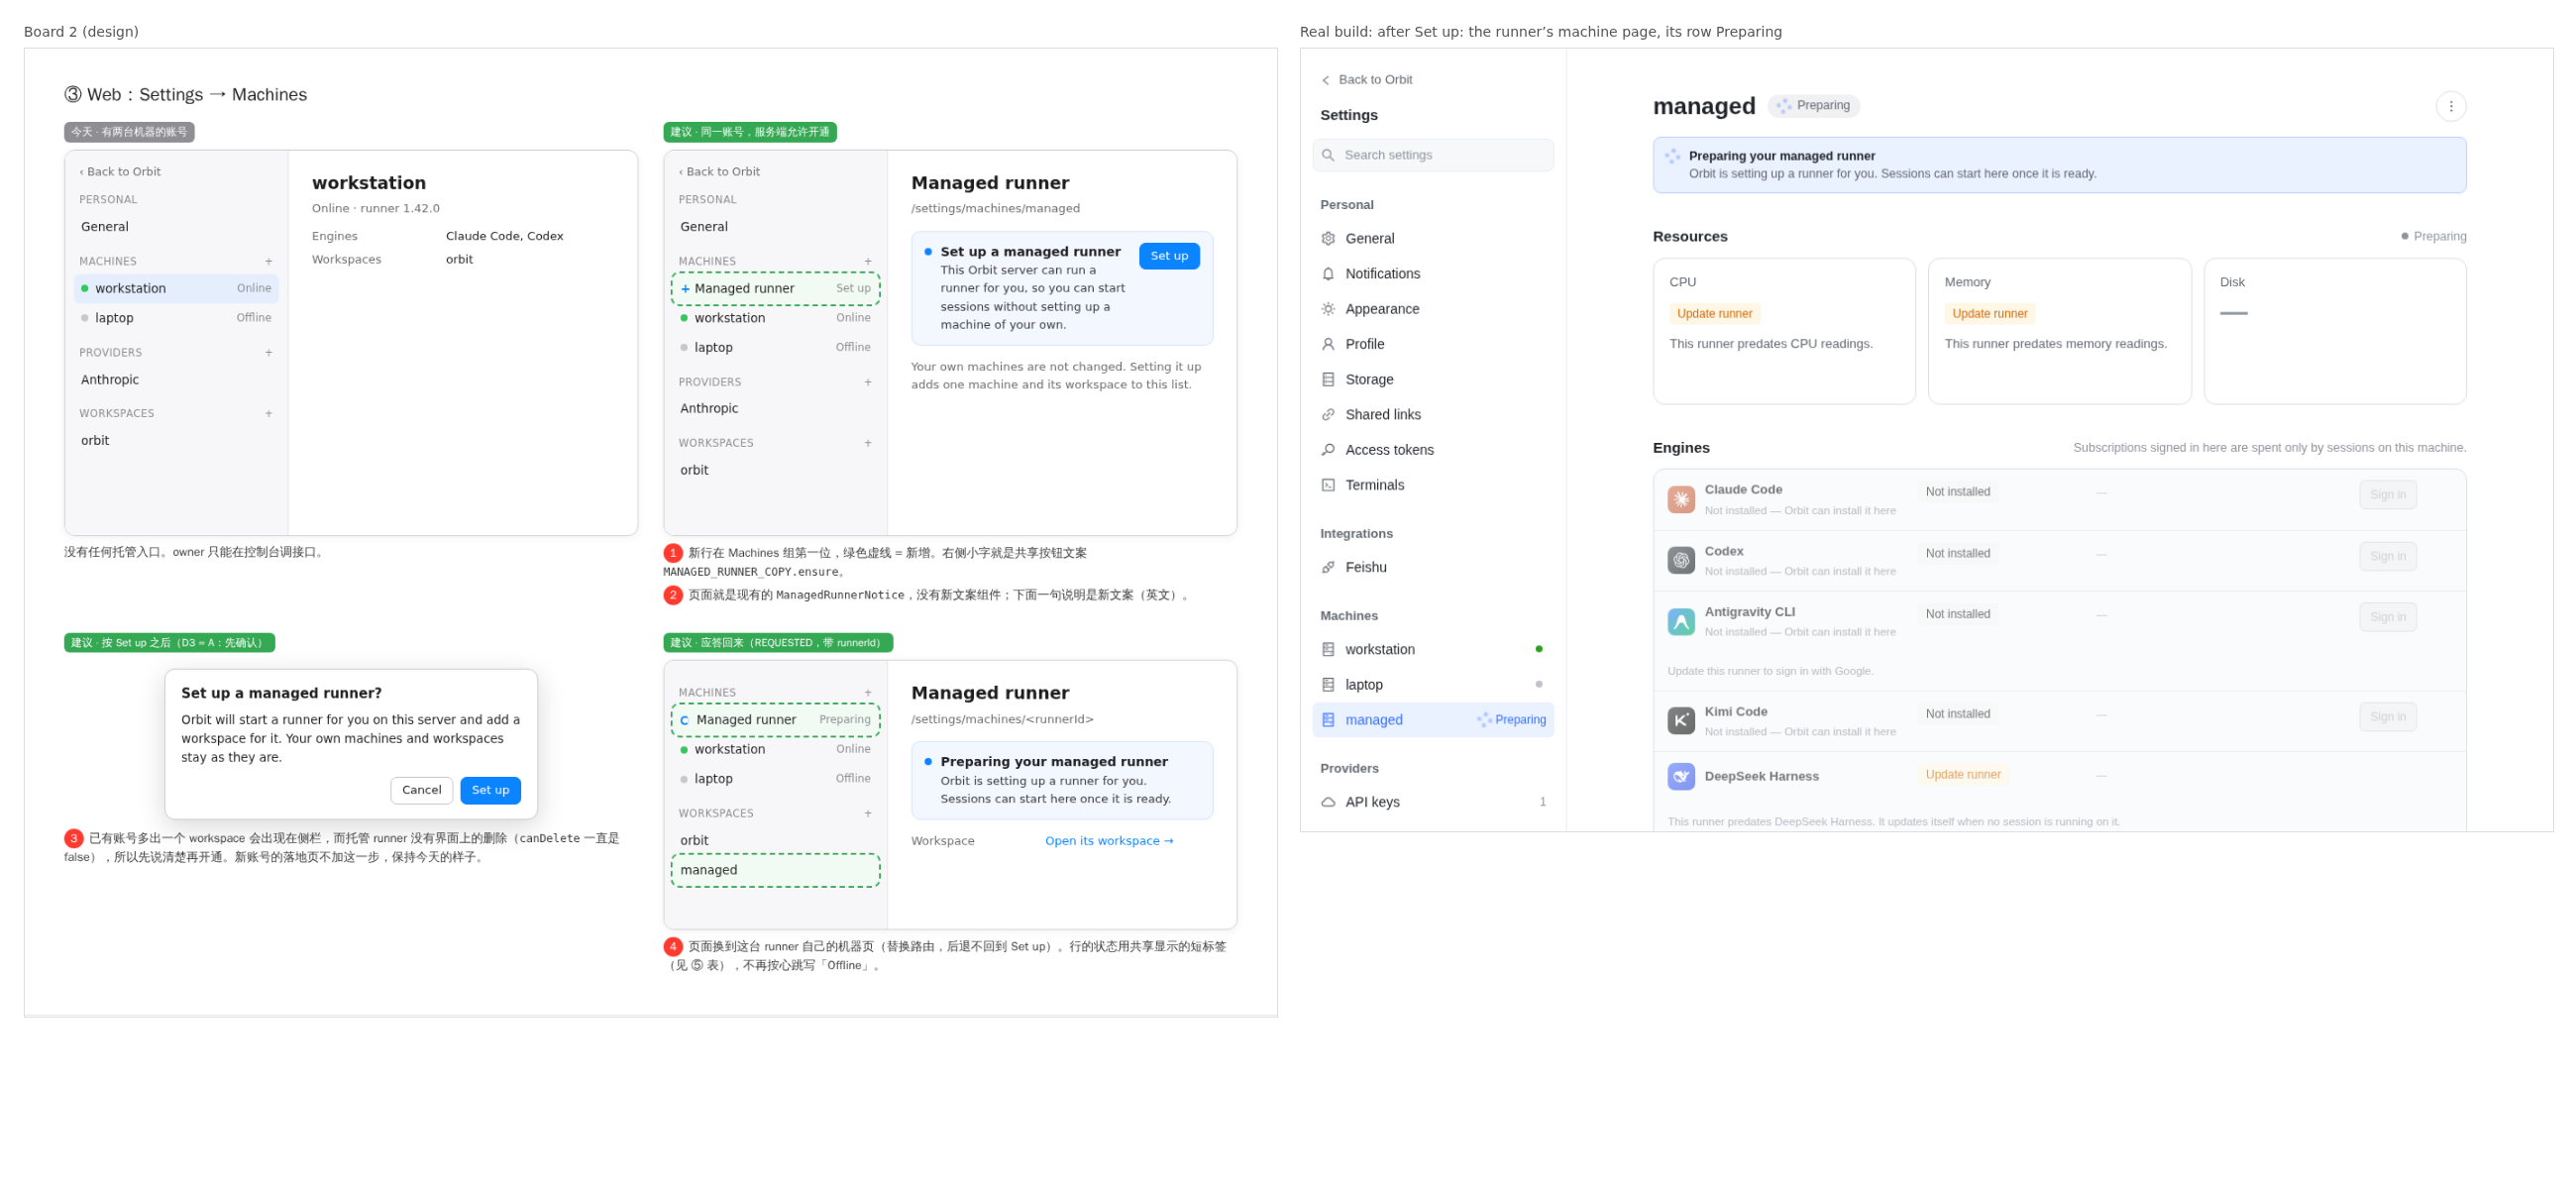 Board 2 (design)
③ Web：Settings → Machines
今天 · 有两台机器的账号
‹ Back to Orbit
PERSONAL
General
MACHINES +
workstation Online
laptop Offline
PROVIDERS +
Anthropic
WORKSPACES +
orbit
workstation
Online · runner 1.42.0
Engines Claude Code, Codex
Workspaces orbit
没有任何托管入口。owner 只能在控制台调接口。
建议 · 同一账号，服务端允许开通
‹ Back to Orbit
PERSONAL
General
MACHINES +
+ Managed runner Set up
workstation Online
laptop Offline
PROVIDERS +
Anthropic
WORKSPACES +
orbit
Managed runner
/settings/machines/managed
Set up a managed runner
This Orbit server can run a
runner for you, so you can start
sessions without setting up a
machine of your own.
Set up
Your own machines are not changed. Setting it up
adds one machine and its workspace to this list.
1 新行在 Machines 组第一位，绿色虚线 = 新增。右侧小字就是共享按钮文案
MANAGED_RUNNER_COPY.ensure。
2 页面就是现有的 ManagedRunnerNotice，没有新文案组件；下面一句说明是新文案（英文）。
建议 · 按 Set up 之后（D3 = A：先确认）
Set up a managed runner?
Orbit will start a runner for you on this server and add a
workspace for it. Your own machines and workspaces
stay as they are.
Cancel Set up
3 已有账号多出一个 workspace 会出现在侧栏，而托管 runner 没有界面上的删除（canDelete 一直是
false），所以先说清楚再开通。新账号的落地页不加这一步，保持今天的样子。
建议 · 应答回来（REQUESTED，带 runnerId）
MACHINES +
Managed runner Preparing
workstation Online
laptop Offline
WORKSPACES +
orbit
managed
Managed runner
/settings/machines/<runnerId>
Preparing your managed runner
Orbit is setting up a runner for you.
Sessions can start here once it is ready.
Workspace Open its workspace →
4 页面换到这台 runner 自己的机器页（替换路由，后退不回到 Set up）。行的状态用共享显示的短标签
（见 ⑤ 表），不再按心跳写「Offline」。
Real build: after Set up: the runner’s machine page, its row Preparing
Back to Orbit
Settings
Search settings
Personal
General
Notifications
Appearance
Profile
Storage
Shared links
Access tokens
Terminals
Integrations
Feishu
Machines
workstation
laptop
managed Preparing
Providers
API keys 1
managed Preparing
Preparing your managed runner
Orbit is setting up a runner for you. Sessions can start here once it is ready.
Resources Preparing
CPU
Update runner
This runner predates CPU readings.
Memory
Update runner
This runner predates memory readings.
Disk
—
Engines Subscriptions signed in here are spent only by sessions on this machine.
Claude Code Not installed — Sign in
Not installed — Orbit can install it here
Codex Not installed — Sign in
Not installed — Orbit can install it here
Antigravity CLI Not installed — Sign in
Not installed — Orbit can install it here
Update this runner to sign in with Google.
Kimi Code Not installed — Sign in
Not installed — Orbit can install it here
DeepSeek Harness Update runner —
This runner predates DeepSeek Harness. It updates itself when no session is running on it.